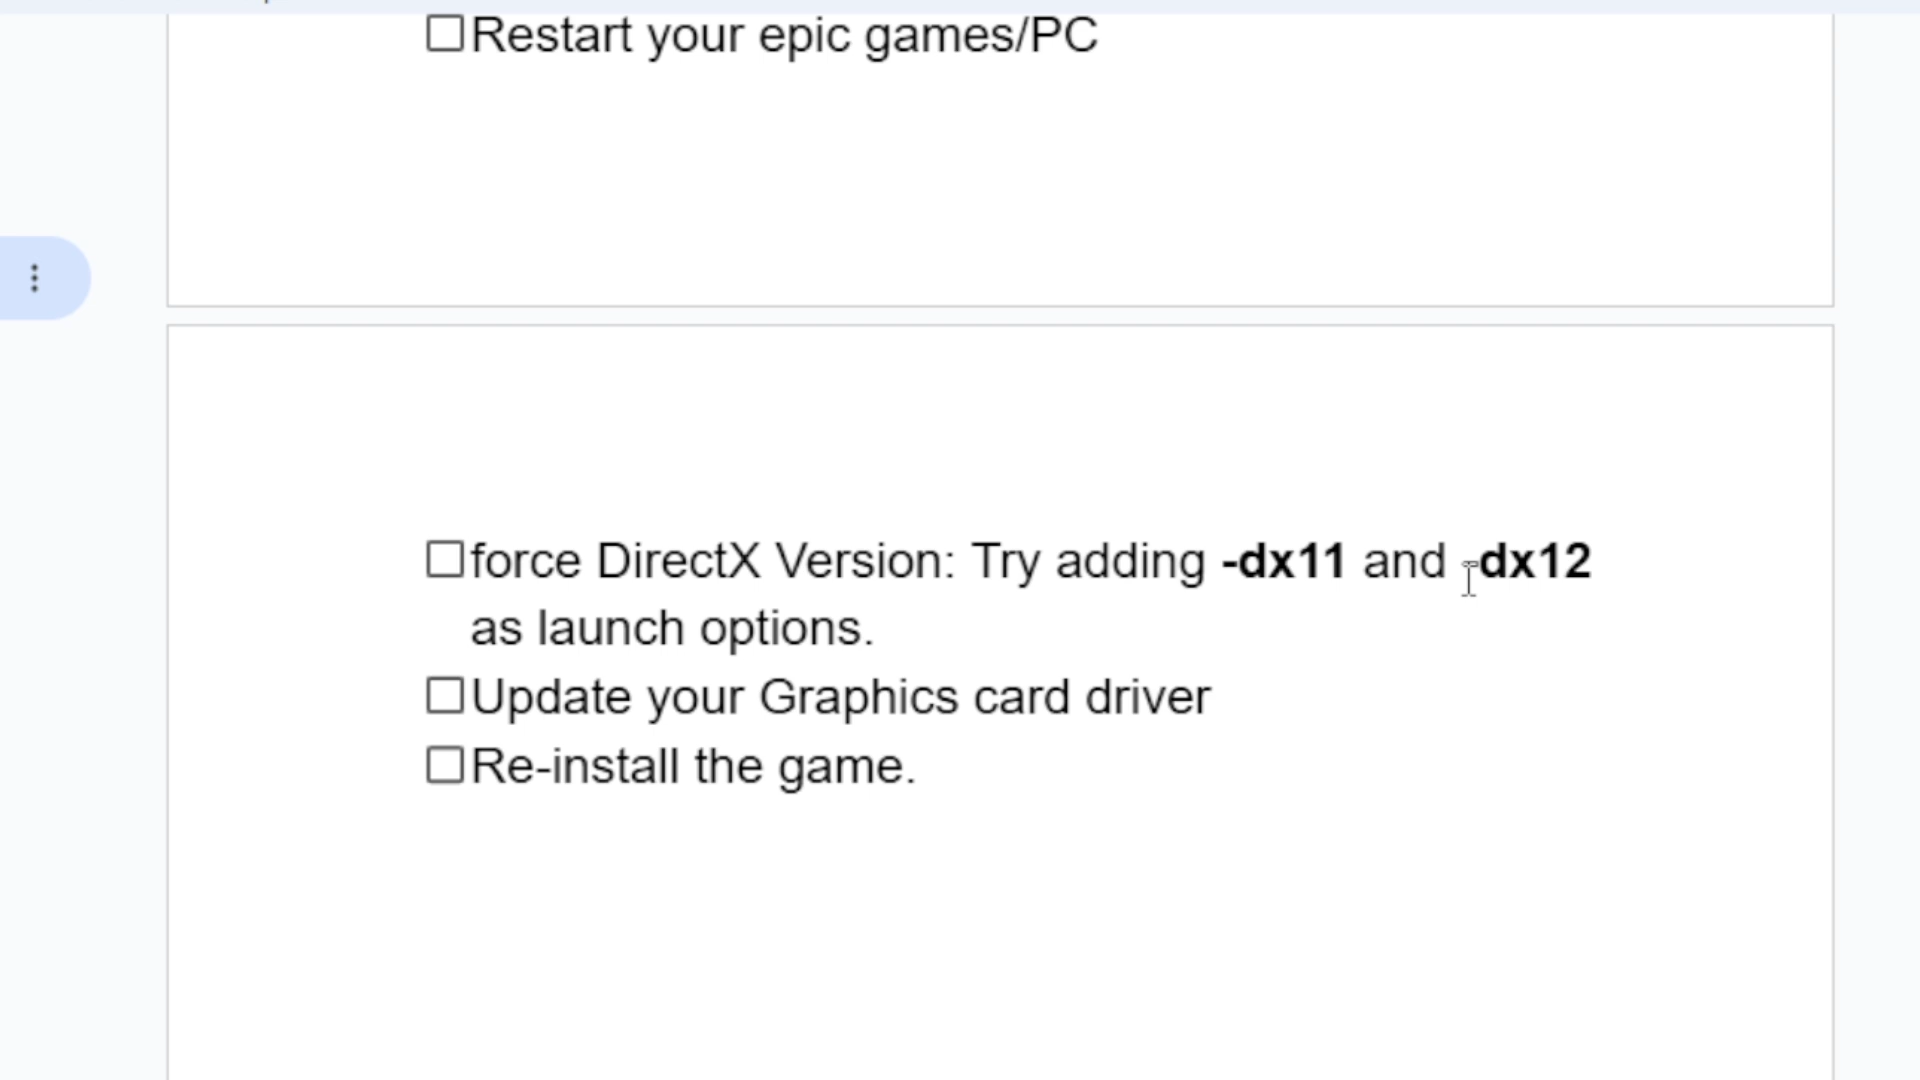 Restart your epic games/PC
force DirectX Version: Try adding -dx11 and -dx12
as launch options.
Update your Graphics card driver
Re-install the game.